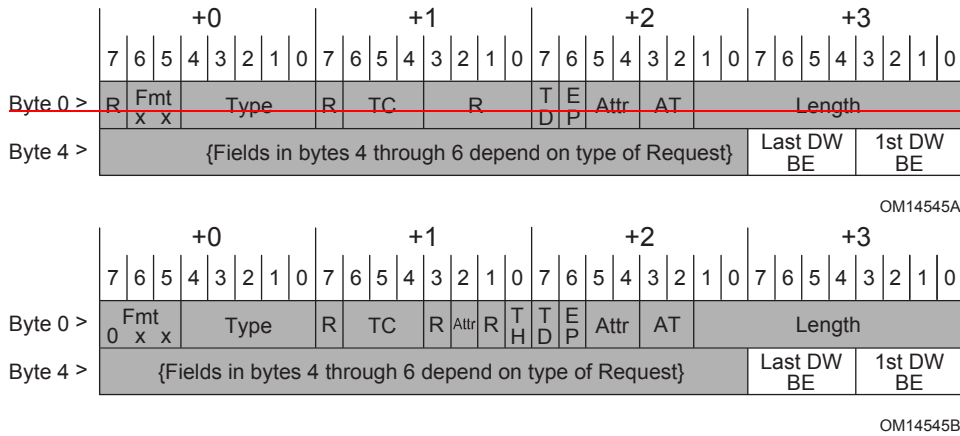 +0 +1 +2 +3
7 6 5 4 3 2 1 0 7 6 5 4 3 2 1 0 7 6 5 4 3 2 1 0 7 6 5 4 3 2 1 0
Byte 0 > R Fmt x x Type R TC R TD EP Attr AT Length
Byte 4 > {Fields in bytes 4 through 6 depend on type of Request} Last DW BE 1st DW BE
OM14545A
+0 +1 +2 +3
7 6 5 4 3 2 1 0 7 6 5 4 3 2 1 0 7 6 5 4 3 2 1 0 7 6 5 4 3 2 1 0
Byte 0 > Fmt 0 x x Type R TC R Attr R TH TD EP Attr AT Length
Byte 4 > {Fields in bytes 4 through 6 depend on type of Request} Last DW BE 1st DW BE
OM14545B